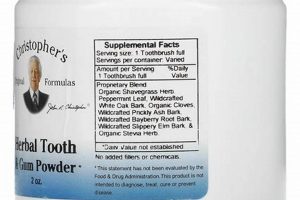 Christopher's
Original Formulas
Herbal Tooth
& Gum Powder *
2 oz.
Supplemental Facts
Serving size: 1 Toothbrush full
Servings per container: Varied
Amount per Serving %Daily
1 Toothbrush full Value
Proprietary Blend
Organic Shavegrass Herb,
Peppermint Leaf, Wildcrafted
White Oak Bark, Organic Cloves,
Wildcrafted Prickly Ash Bark,
Wildcrafted Bayberry Root Bark,
Wildcrafted Slippery Elm Bark, &
Organic Stevia Herb.
*Daily Value not established
No added fillers or chemicals.
*This statement has not been evaluated by the
Food & Drug Administration. This product is not
intended to diagnose, treat, cure or prevent
disease.